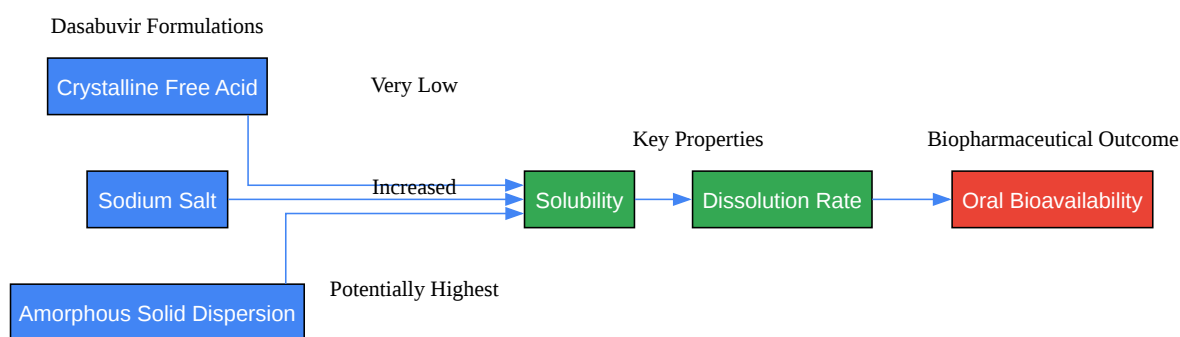 Dasabuvir Formulations
Crystalline Free Acid
Very Low
Key Properties
Biopharmaceutical Outcome
Sodium Salt
Increased
Solubility
Dissolution Rate
Oral Bioavailability
Amorphous Solid Dispersion
Potentially Highest